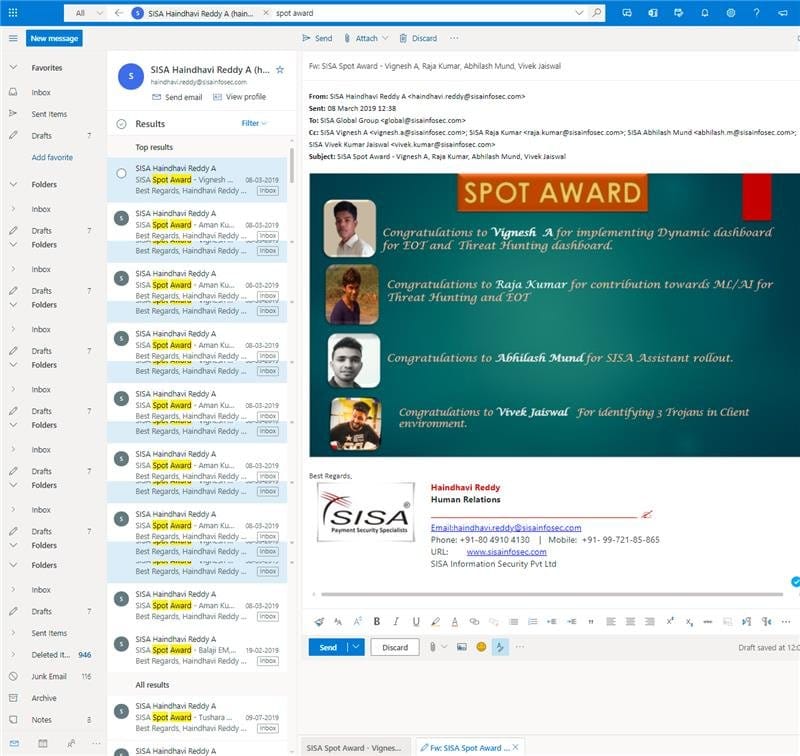 All
SISA Haindhavi Reddy A (hain...
spot award
New message
Send
Attach
Discard
Favorites
Inbox
Sent Items
Drafts 7
Add favorite
Folders
Inbox
Drafts 7
Folders
Inbox
Drafts 7
Folders
Inbox
Drafts 7
Folders
Inbox
Drafts 7
Folders
Inbox
Drafts 7
Folders
Inbox
Drafts 7
Folders
Folders
Inbox
Drafts 7
Sent Items
Deleted It... 946
Junk Email 116
Archive
Notes 8
S
SISA Haindhavi Reddy A (h...
haindhavi.reddy@sisainfosec.com
Send email
View profile
Results
Filter
Top results
SISA Haindhavi Reddy A
SISA Spot Award - Vignesh ... 08-03-2019
Best Regards, Haindhavi Reddy ... Inbox
SISA Haindhavi Reddy A
SISA Spot Award - Aman Ku... 08-03-2019
Best Regards, Haindhavi Reddy ... Inbox
Best Regards, Haindhavi Reddy ... Inbox
SISA Haindhavi Reddy A
SISA Spot Award - Aman Ku... 08-03-2019
Best Regards, Haindhavi Reddy ... Inbox
Best Regards, Haindhavi Reddy ... Inbox
SISA Haindhavi Reddy A
SISA Spot Award - Aman Ku... 08-03-2019
Best Regards, Haindhavi Reddy ... Inbox
Best Regards, Haindhavi Reddy ... Inbox
SISA Haindhavi Reddy A
SISA Spot Award - Aman Ku... 08-03-2019
Best Regards, Haindhavi Reddy ... Inbox
Best Regards, Haindhavi Reddy ... Inbox
SISA Haindhavi Reddy A
SISA Spot Award - Aman Ku... 08-03-2019
Best Regards, Haindhavi Reddy ... Inbox
Best Regards, Haindhavi Reddy ... Inbox
SISA Haindhavi Reddy A
SISA Spot Award - Aman Ku... 08-03-2019
Best Regards, Haindhavi Reddy ... Inbox
Best Regards, Haindhavi Reddy ... Inbox
SISA Haindhavi Reddy A
SISA Spot Award - Aman Ku... 08-03-2019
Best Regards, Haindhavi Reddy ... Inbox
SISA Haindhavi Reddy A
SISA Spot Award - Balaji EM,... 19-02-2019
Best Regards, Haindhavi Reddy ... Inbox
All results
SISA Haindhavi Reddy A
SISA Spot Award - Tushara ... 09-07-2019
Best Regards, Haindhavi Reddy ... Inbox
SISA Haindhavi Reddy A
Fw: SISA Spot Award - Vignesh A, Raja Kumar, Abhilash Mund, Vivek Jaiswal
From: SISA Haindhavi Reddy A <haindhavi.reddy@sisainfosec.com>
Sent: 08 March 2019 12:38
To: SISA Global Group <global@sisainfosec.com>
Cc: SISA Vignesh A <vignesh.a@sisainfosec.com>; SISA Raja Kumar <raja.kumar@sisainfosec.com>; SISA Abhilash Mund <abhilash.m@sisainfosec.com>;
SISA Vivek Kumar Jaiswal <vivek.kumar@sisainfosec.com>
Subject: SISA Spot Award - Vignesh A, Raja Kumar, Abhilash Mund, Vivek Jaiswal
SPOT AWARD
Congratulations to Vignesh A for implementing Dynamic dashboard
for EOT and Threat Hunting dashboard.
Congratulations to Raja Kumar for contribution towards ML/AI for
Threat Hunting and EOT
Congratulations to Abhilash Mund for SISA Assistant rollout.
Congratulations to Vivek Jaiswal For identifying 3 Trojans in Client
environment.
Best Regards,
SISA®
Payment Security Specialists
Haindhavi Reddy
Human Relations
Email:haindhavi.reddy@sisainfosec.com
Phone: +91-80 4910 4130 | Mobile: +91- 99-721-85-865
URL: www.sisainfosec.com
SISA Information Security Pvt Ltd
Send
Discard
Draft saved at 12:0
SISA Spot Award - Vignes...
Fw: SISA Spot Award ...